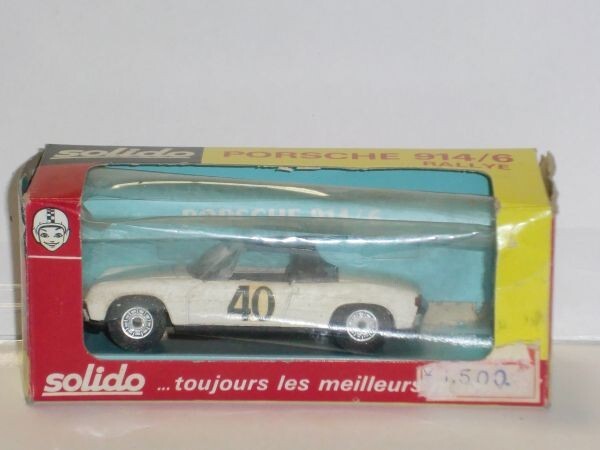 solido PORSCHE 914/6
RALLYE
PORSCHE 914/6
40
solido ...toujours les meilleurs